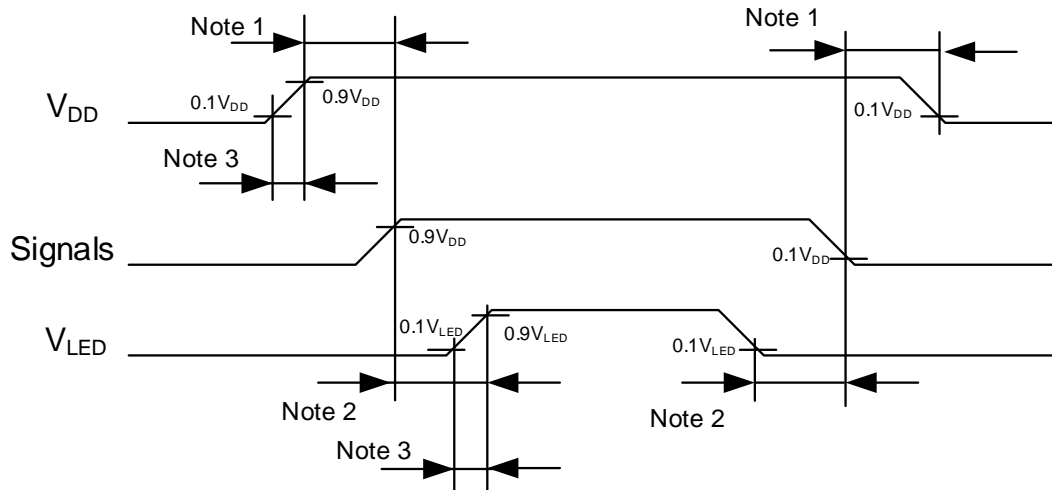 Note 1
Note 1
V_DD
0.1V_DD
0.9V_DD
0.1V_DD
Note 3
Signals
0.9V_DD
0.1V_DD
V_LED
0.1V_LED
0.9V_LED
0.1V_LED
Note 2
Note 2
Note 3